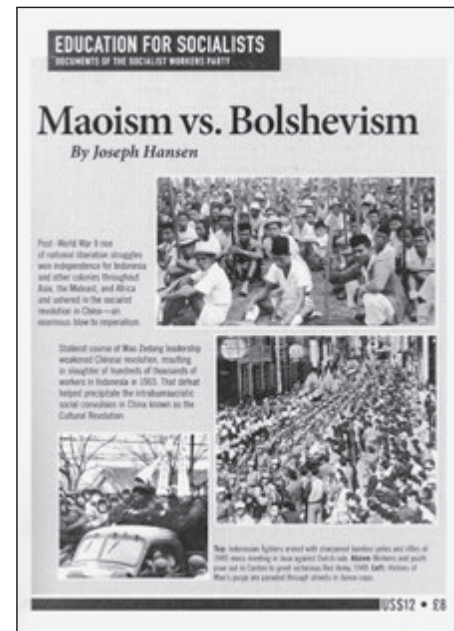 EDUCATION FOR SOCIALISTS
DOCUMENTS OF THE SOCIALIST WORKERS PARTY
Maoism vs. Bolshevism
By Joseph Hansen
Post-World War II rise
of national liberation struggles
won independence for Indonesia
and other colonies throughout
Asia, the Mideast, and Africa
and ushered in the socialist
revolution in China—an
enormous blow to imperialism.
Stalinist course of Mao Zedong leadership
weakened Chinese revolution, resulting
in slaughter of hundreds of thousands of
workers in Indonesia in 1965. That defeat
helped precipitate the intrabureaucratic
social convulsion in China known as the
Cultural Revolution.
Top: Indonesian fighters armed with sharpened bamboo poles and rifles at
mass meeting in Java against Dutch rule. Above: Workers and youth
pour out in Canton to greet victorious Red Army, 1949. Left: Victims of
Mao's purge are paraded through streets in dunce caps.
US$12 • £8